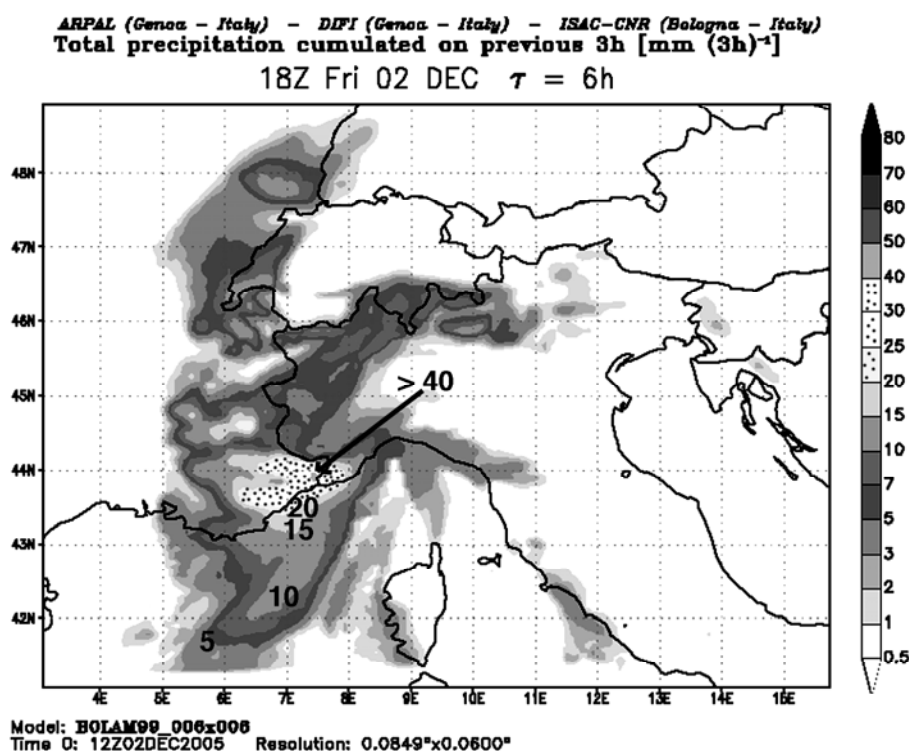 ARPAL (Genoa - Italy) - DIFI (Genoa - Italy) - ISAC-CNR (Bologna - Italy)
Total precipitation cumulated on previous 3h [mm (3h)⁻¹]
18Z Fri 02 DEC τ = 6h
80
48N
70
60
47N
50
40
46N
30
25
45N
> 40
20
15
44N
10
20
15
7
43N
5
3
10
2
42N
5
1
0.5
4E 5E 6E 7E 8E 9E 10E 11E 12E 13E 14E 15E 16E
Model: BOLAM99_006x006
Time 0: 12Z02DEC2005 Resolution: 0.0849°x0.0600°